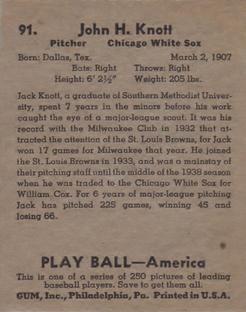 91. John H. Knott
Pitcher Chicago White Sox
Born: Dallas, Tex. March 2, 1907
Bats: Right Throws: Right
Height: 6' 2½" Weight: 205 lbs.
Jack Knott, a graduate of Southern Methodist Univer-
sity, spent 7 years in the minors before his work
caught the eye of a major-league scout. It was his
record with the Milwaukee Club in 1932 that at-
tracted the attention of the St. Louis Browns, for Jack
won 17 games for Milwaukee that year. He joined
the St. Louis Browns in 1933, and was a mainstay of
their pitching staff until the middle of the 1938 season
when he was traded to the Chicago White Sox for
William Cox. For 6 years of major-league pitching
Jack has pitched 225 games, winning 45 and
losing 66.
PLAY BALL—America
This is one of a series of 250 pictures of leading
baseball players. Save to get them all.
GUM, Inc., Philadelphia, Pa. Printed in U.S.A.